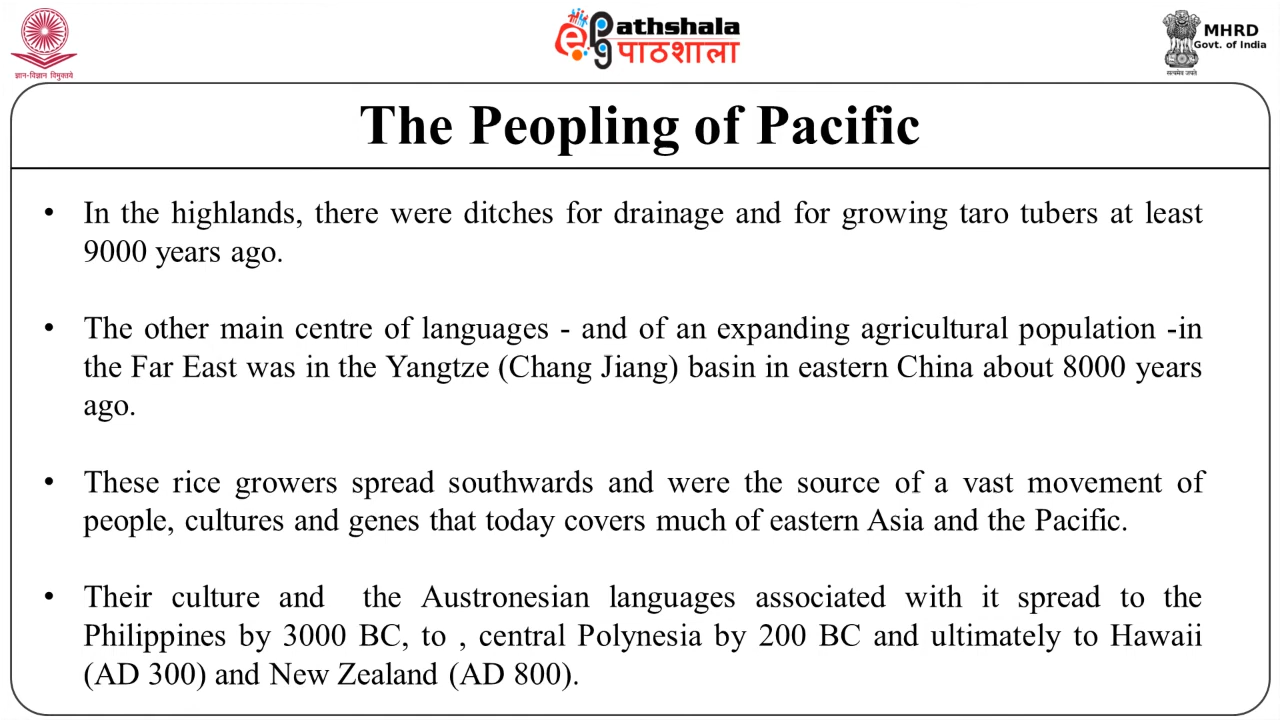 ज्ञान-विज्ञान विमुक्तये
ePg Pathshala
पाठशाला
MHRD
Govt. of India
सत्यमेव जयते
The Peopling of Pacific
• In the highlands, there were ditches for drainage and for growing taro tubers at least
9000 years ago.
• The other main centre of languages - and of an expanding agricultural population -in
the Far East was in the Yangtze (Chang Jiang) basin in eastern China about 8000 years
ago.
• These rice growers spread southwards and were the source of a vast movement of
people, cultures and genes that today covers much of eastern Asia and the Pacific.
• Their culture and  the Austronesian languages associated with it spread to the
Philippines by 3000 BC, to , central Polynesia by 200 BC and ultimately to Hawaii
(AD 300) and New Zealand (AD 800).